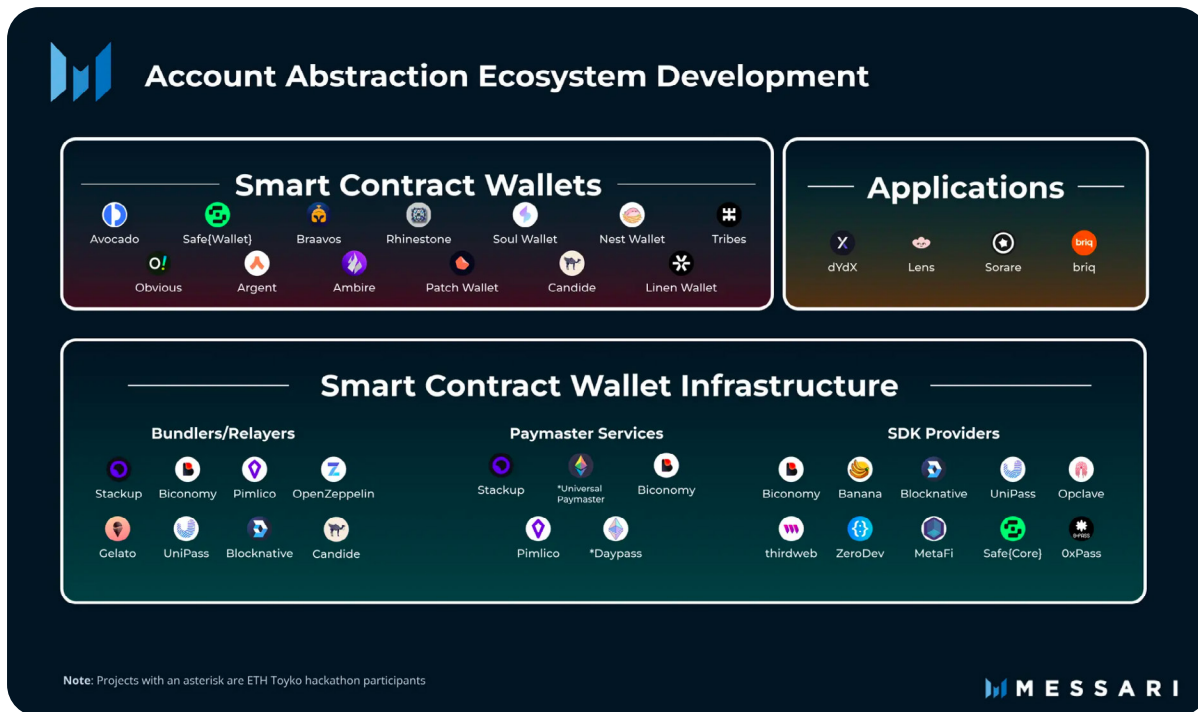 Account Abstraction Ecosystem Development
Smart Contract Wallets
Avocado Safe{Wallet} Braavos Rhinestone Soul Wallet Nest Wallet Tribes
O!
Obvious Argent Ambire Patch Wallet Candide Linen Wallet
Applications
X briq
dYdX Lens Sorare briq
Smart Contract Wallet Infrastructure
Bundlers/Relayers
Stackup Biconomy Pimlico OpenZeppelin
Gelato UniPass Blocknative Candide
Paymaster Services
Stackup *Universal Paymaster Biconomy
Pimlico *Daypass
SDK Providers
Biconomy Banana Blocknative UniPass Opclave
0xPASS
thirdweb ZeroDev MetaFi Safe{Core} 0xPass
Note: Projects with an asterisk are ETH Toyko hackathon participants
MESSARI